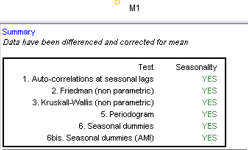 M1
Summary
Data have been differenced and corrected for mean
Test Seasonality
1. Auto-correlations at seasonal lags YES
2. Friedman (non parametric) YES
3. Kruskall-Wallis (non parametric) YES
5. Periodogram YES
6. Seasonal dummies YES
6bis. Seasonal dummies (AMI) YES